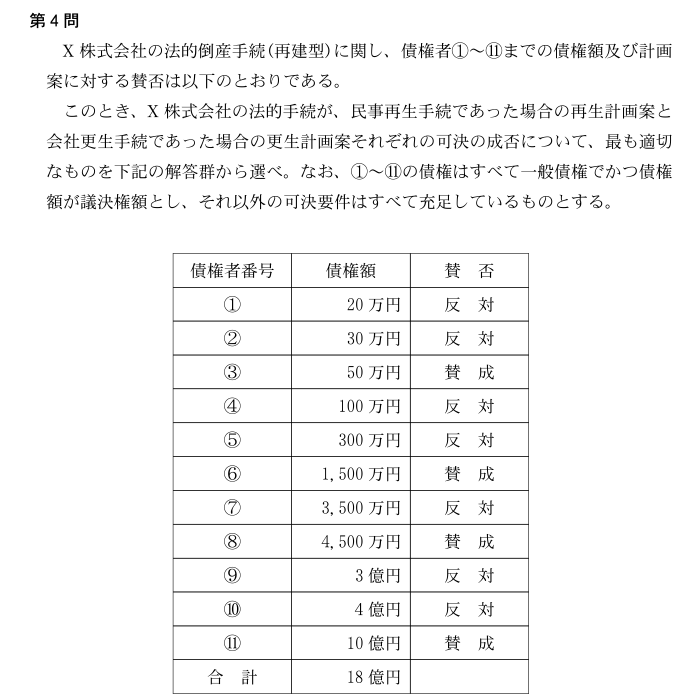 第4問
X 株式会社の法的倒産手続(再建型)に関し、債権者①〜⑪までの債権額及び計画
案に対する賛否は以下のとおりである。
このとき、X 株式会社の法的手続が、民事再生手続であった場合の再生計画案と
会社更生手続であった場合の更生計画案それぞれの可決の成否について、最も適切
なものを下記の解答群から選べ。なお、①〜⑪の債権はすべて一般債権でかつ債権
額が議決権額とし、それ以外の可決要件はすべて充足しているものとする。
債権者番号 債権額 賛 否
① 20 万円 反 対
② 30 万円 反 対
③ 50 万円 賛 成
④ 100 万円 反 対
⑤ 300 万円 反 対
⑥ 1,500 万円 賛 成
⑦ 3,500 万円 反 対
⑧ 4,500 万円 賛 成
⑨ 3 億円 反 対
⑩ 4 億円 反 対
⑪ 10 億円 賛 成
合 計 18 億円